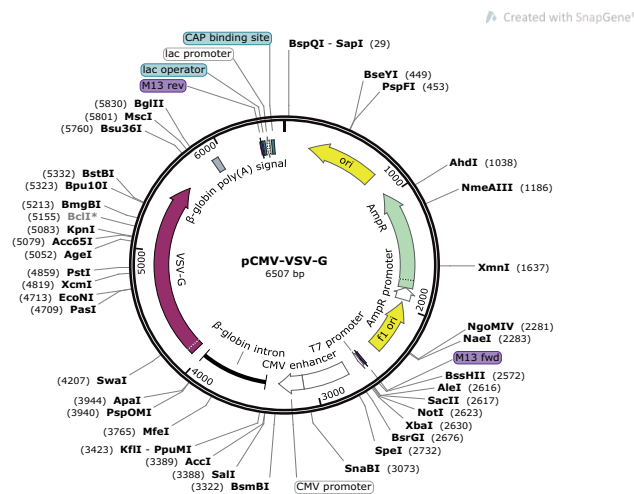 Created with SnapGene®
CAP binding site
lac promoter
lac operator
M13 rev
(5830) BglII
(5801) MscI
(5760) Bsu36I
(5332) BstBI
(5323) Bpu10I
(5213) BmgBI
(5155) BclI*
(5083) KpnI
(5079) Acc65I
(5052) AgeI
(4859) PstI
(4819) XcmI
(4713) EcoNI
(4709) PasI
(4207) SwaI
(3944) ApaI
(3940) PspOMI
(3765) MfeI
(3423) KflI - PpuMI
(3389) AccI
(3388) SalI
(3322) BsmBI
BspQI - SapI (29)
BseYI (449)
PspFI (453)
AhdI (1038)
NmeAIII (1186)
XmnI (1637)
NgoMIV (2281)
NaeI (2283)
M13 fwd
BssHII (2572)
AleI (2616)
SacII (2617)
NotI (2623)
XbaI (2630)
BsrGI (2676)
SpeI (2732)
SnaBI (3073)
CMV promoter
6000
5000
4000
3000
2000
1000
β-globin poly(A) signal
ori
AmpR
AmpR promoter
f1 ori
T7 promoter
CMV enhancer
β-globin intron
VSV-G
pCMV-VSV-G
6507 bp